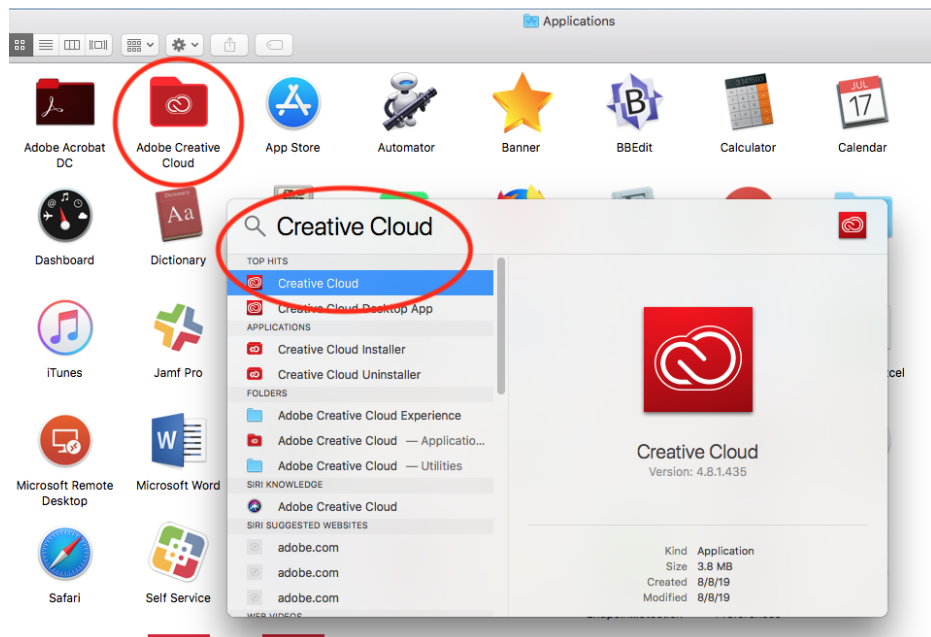 Applications
Adobe Acrobat
DC
Adobe Creative
Cloud
App Store
Automator
Banner
BBEdit
Calculator
Calendar
JUL
17
Dashboard
Dictionary
Dictionary
Aa
Creative Cloud
TOP HITS
Creative Cloud
Creative Cloud Desktop App
APPLICATIONS
Creative Cloud Installer
Creative Cloud Uninstaller
FOLDERS
Adobe Creative Cloud Experience
Adobe Creative Cloud — Applicatio...
Adobe Creative Cloud — Utilities
SIRI KNOWLEDGE
Adobe Creative Cloud
SIRI SUGGESTED WEBSITES
adobe.com
adobe.com
adobe.com
WEB VIDEOS
Creative Cloud
Version: 4.8.1.435
Kind Application
Size 3.8 MB
Created 8/8/19
Modified 8/8/19
iTunes
Jamf Pro
cel
Microsoft Remote
Desktop
W
Microsoft Word
Safari
Self Service